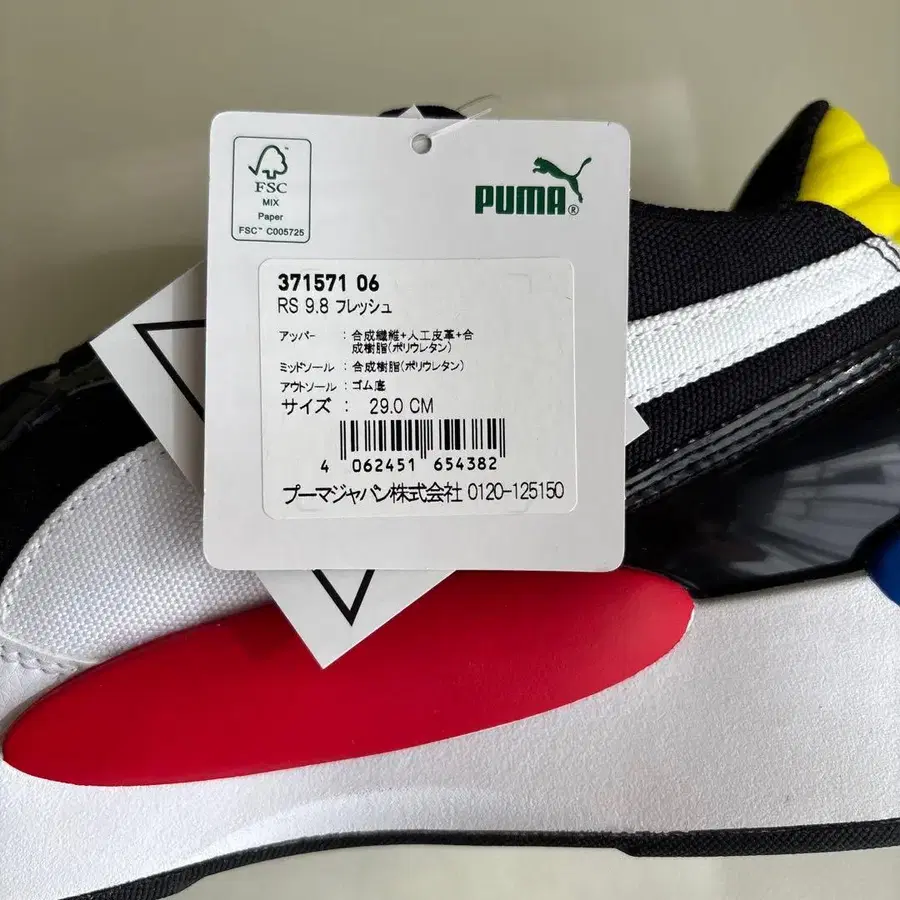 FSC
MIX
Paper
FSC™ C005725
PUMA®
371571 06
RS 9.8 フレッシュ
アッパー : 合成繊維+人工皮革+合
成樹脂(ポリウレタン)
ミッドソール : 合成樹脂(ポリウレタン)
アウトソール : ゴム底
サイズ : 29.0 CM
4 062451 654382
プーマジャパン株式会社 0120-125150